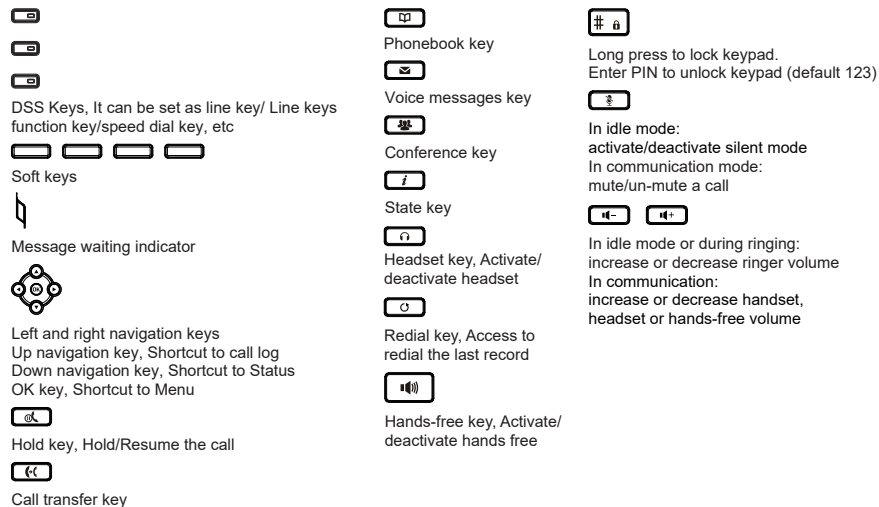 DSS Keys, It can be set as line key/ Line keys
function key/speed dial key, etc
Soft keys
Message waiting indicator
OK
Left and right navigation keys
Up navigation key, Shortcut to call log
Down navigation key, Shortcut to Status
OK key, Shortcut to Menu
Hold key, Hold/Resume the call
Call transfer key
Phonebook key
Voice messages key
Conference key
i
State key
Headset key, Activate/
deactivate headset
Redial key, Access to
redial the last record
Hands-free key, Activate/
deactivate hands free
#
Long press to lock keypad.
Enter PIN to unlock keypad (default 123)
In idle mode:
activate/deactivate silent mode
In communication mode:
mute/un-mute a call
- +
In idle mode or during ringing:
increase or decrease ringer volume
In communication:
increase or decrease handset,
headset or hands-free volume